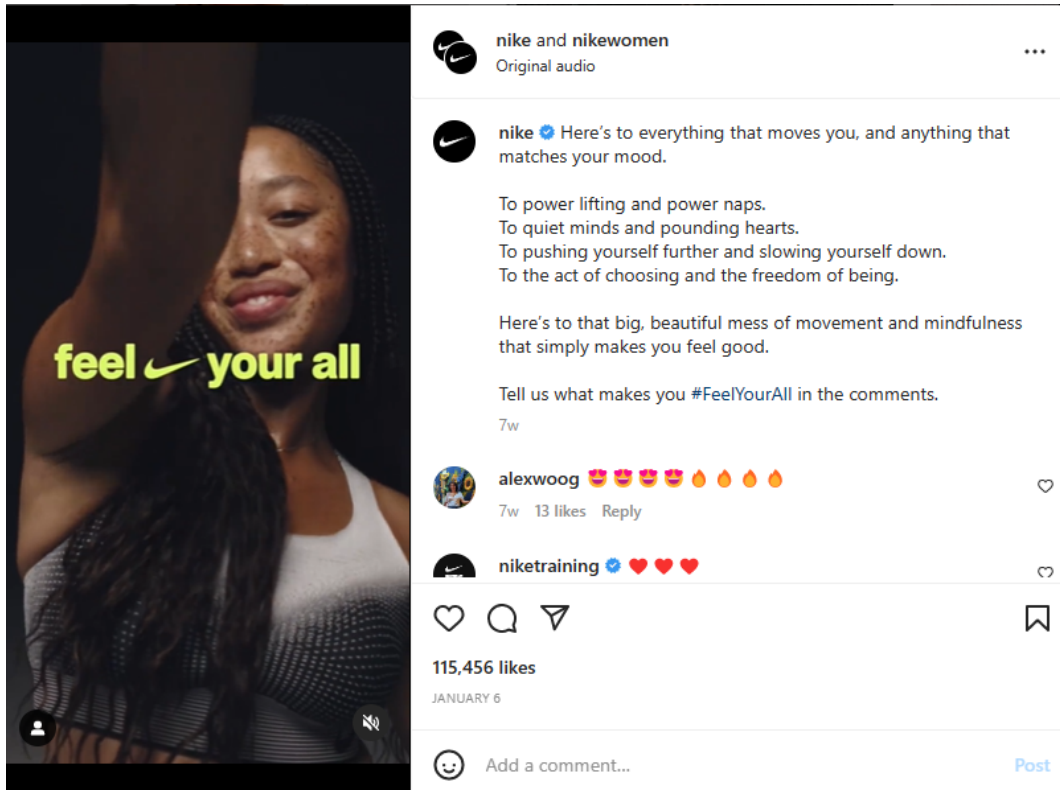 feel your all
nike and nikewomen
Original audio
nike Here's to everything that moves you, and anything that
matches your mood.
To power lifting and power naps.
To quiet minds and pounding hearts.
To pushing yourself further and slowing yourself down.
To the act of choosing and the freedom of being.
Here's to that big, beautiful mess of movement and mindfulness
that simply makes you feel good.
Tell us what makes you #FeelYourAll in the comments.
7w
alexwoog 😍😍😍😍🔥🔥🔥🔥
7w 13 likes Reply
niketraining ❤️❤️❤️
115,456 likes
JANUARY 6
Add a comment...
Post